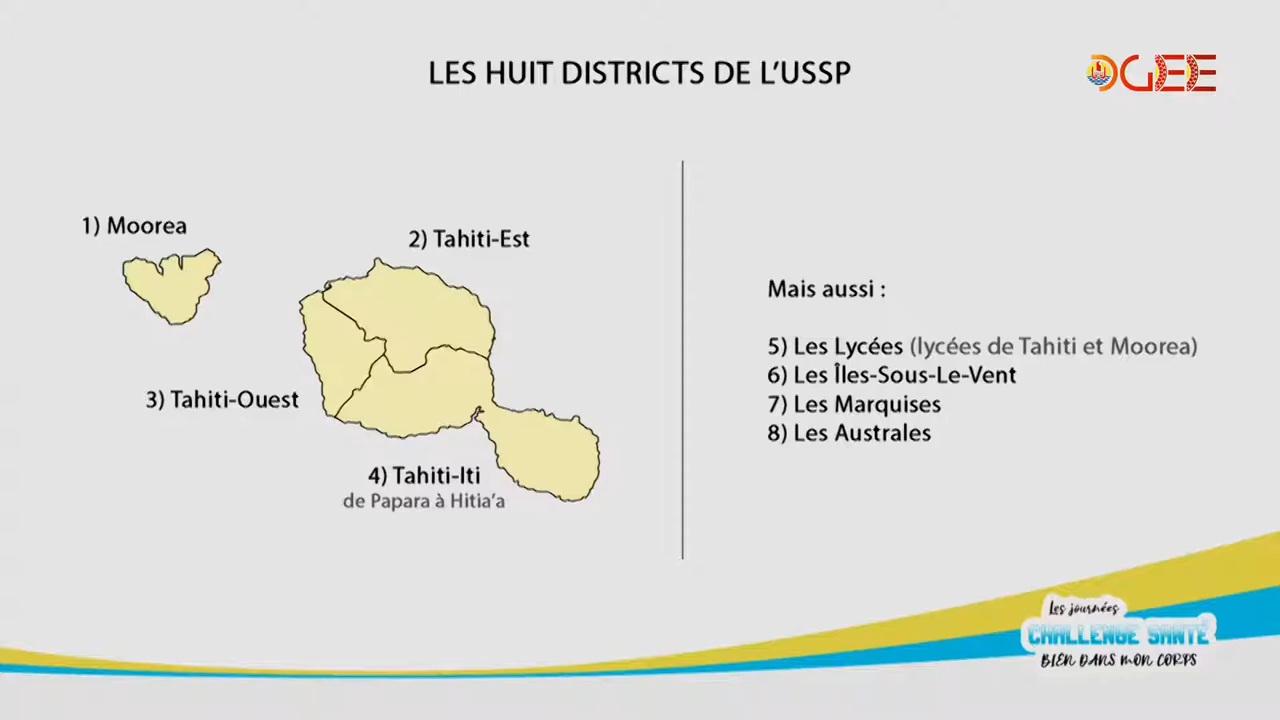 LES HUIT DISTRICTS DE L’USSP
DGEE
1) Moorea
2) Tahiti-Est
3) Tahiti-Ouest
4) Tahiti-Iti
de Papara à Hitia’a
Mais aussi :
5) Les Lycées (lycées de Tahiti et Moorea)
6) Les Îles-Sous-Le-Vent
7) Les Marquises
8) Les Australes
Les journées
CHALLENGE SANTÉ
BIEN DANS MON CORPS